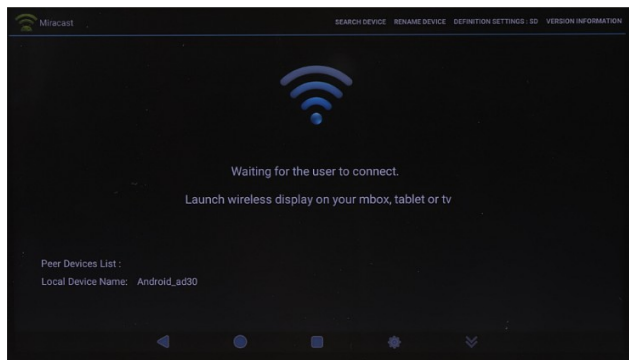 Miracast
SEARCH DEVICE RENAME DEVICE DEFINITION SETTINGS : SD VERSION INFORMATION
Waiting for the user to connect.
Launch wireless display on your mbox, tablet or tv
Peer Devices List :
Local Device Name: Android_ad30